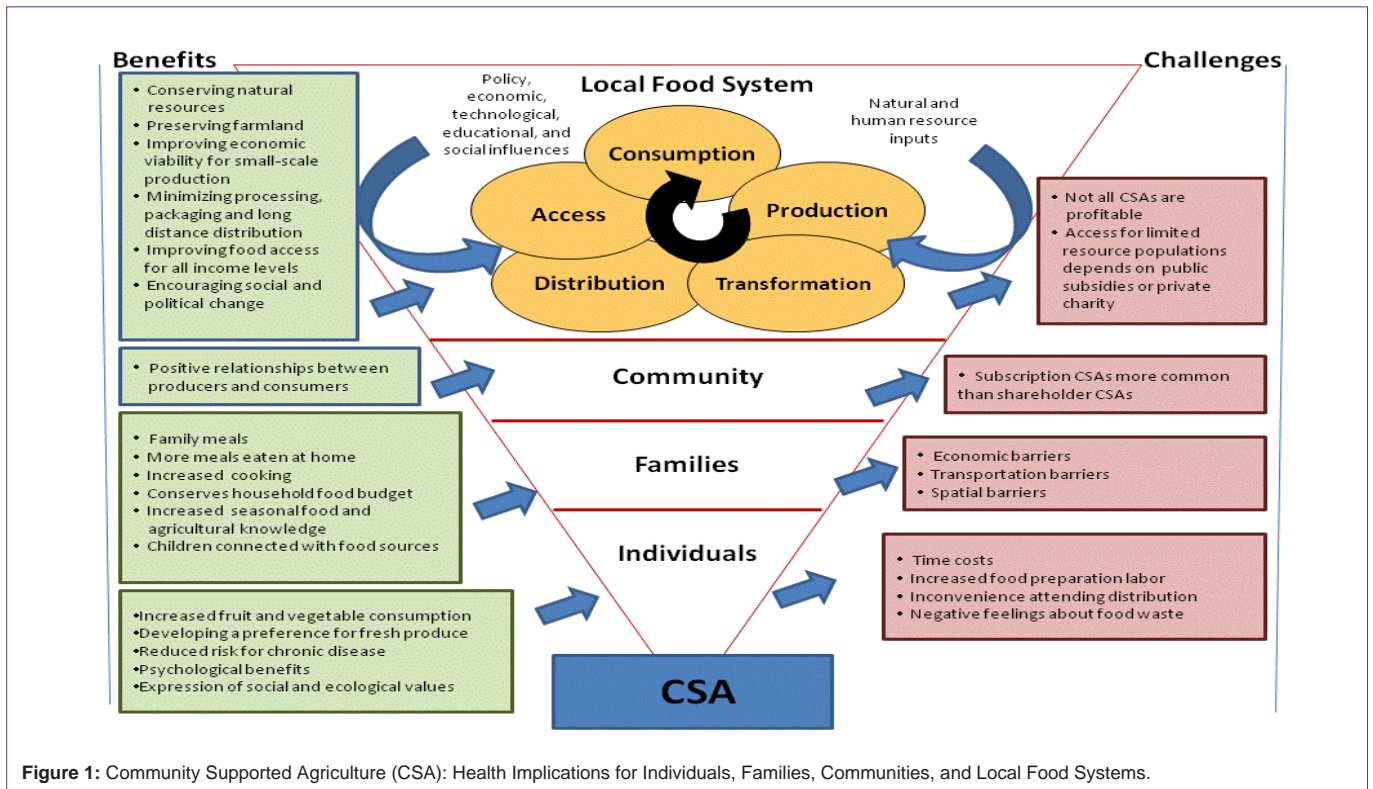 Benefits
Challenges
• Conserving natural
resources
• Preserving farmland
• Improving economic
viability for small-scale
production
• Minimizing processing,
packaging and long
distance distribution
• Improving food access
for all income levels
• Encouraging social and
political change
Policy,
economic,
technological,
educational, and
social influences
Local Food System
Natural and
human resource
inputs
Consumption
Access
Production
Distribution
Transformation
• Not all CSAs are
profitable
• Access for limited
resource populations
depends on public
subsidies or private
charity
• Positive relationships between
producers and consumers
Community
• Subscription CSAs more common
than shareholder CSAs
• Family meals
• More meals eaten at home
• Increased cooking
• Conserves household food budget
• Increased seasonal food and
agricultural knowledge
• Children connected with food sources
Families
• Economic barriers
• Transportation barriers
• Spatial barriers
Individuals
• Time costs
• Increased food preparation labor
• Inconvenience attending distribution
• Negative feelings about food waste
•Increased fruit and vegetable consumption
•Developing a preference for fresh produce
•Reduced risk for chronic disease
•Psychological benefits
•Expression of social and ecological values
CSA
Figure 1: Community Supported Agriculture (CSA): Health Implications for Individuals, Families, Communities, and Local Food Systems.